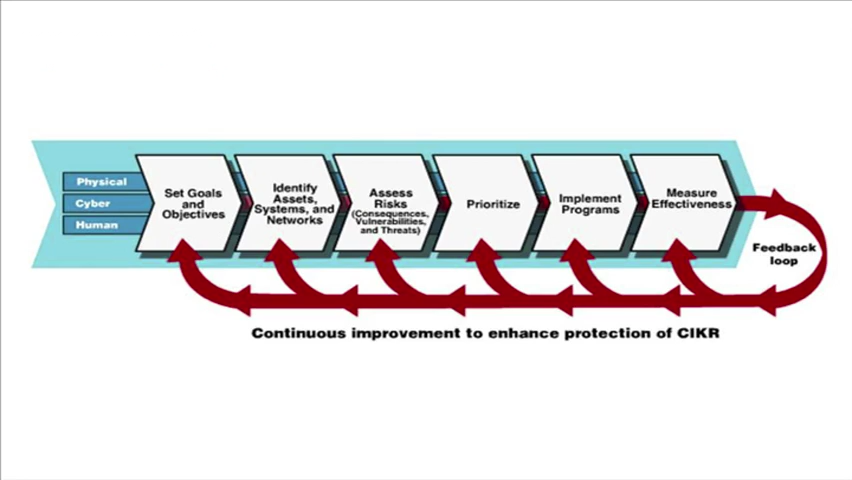 Physical
Cyber
Human
Set Goals
and
Objectives
Identify
Assets,
Systems, and
Networks
Assess
Risks
(Consequences,
Vulnerabilities,
and Threats)
Prioritize
Implement
Programs
Measure
Effectiveness
Feedback
loop
Continuous improvement to enhance protection of CIKR